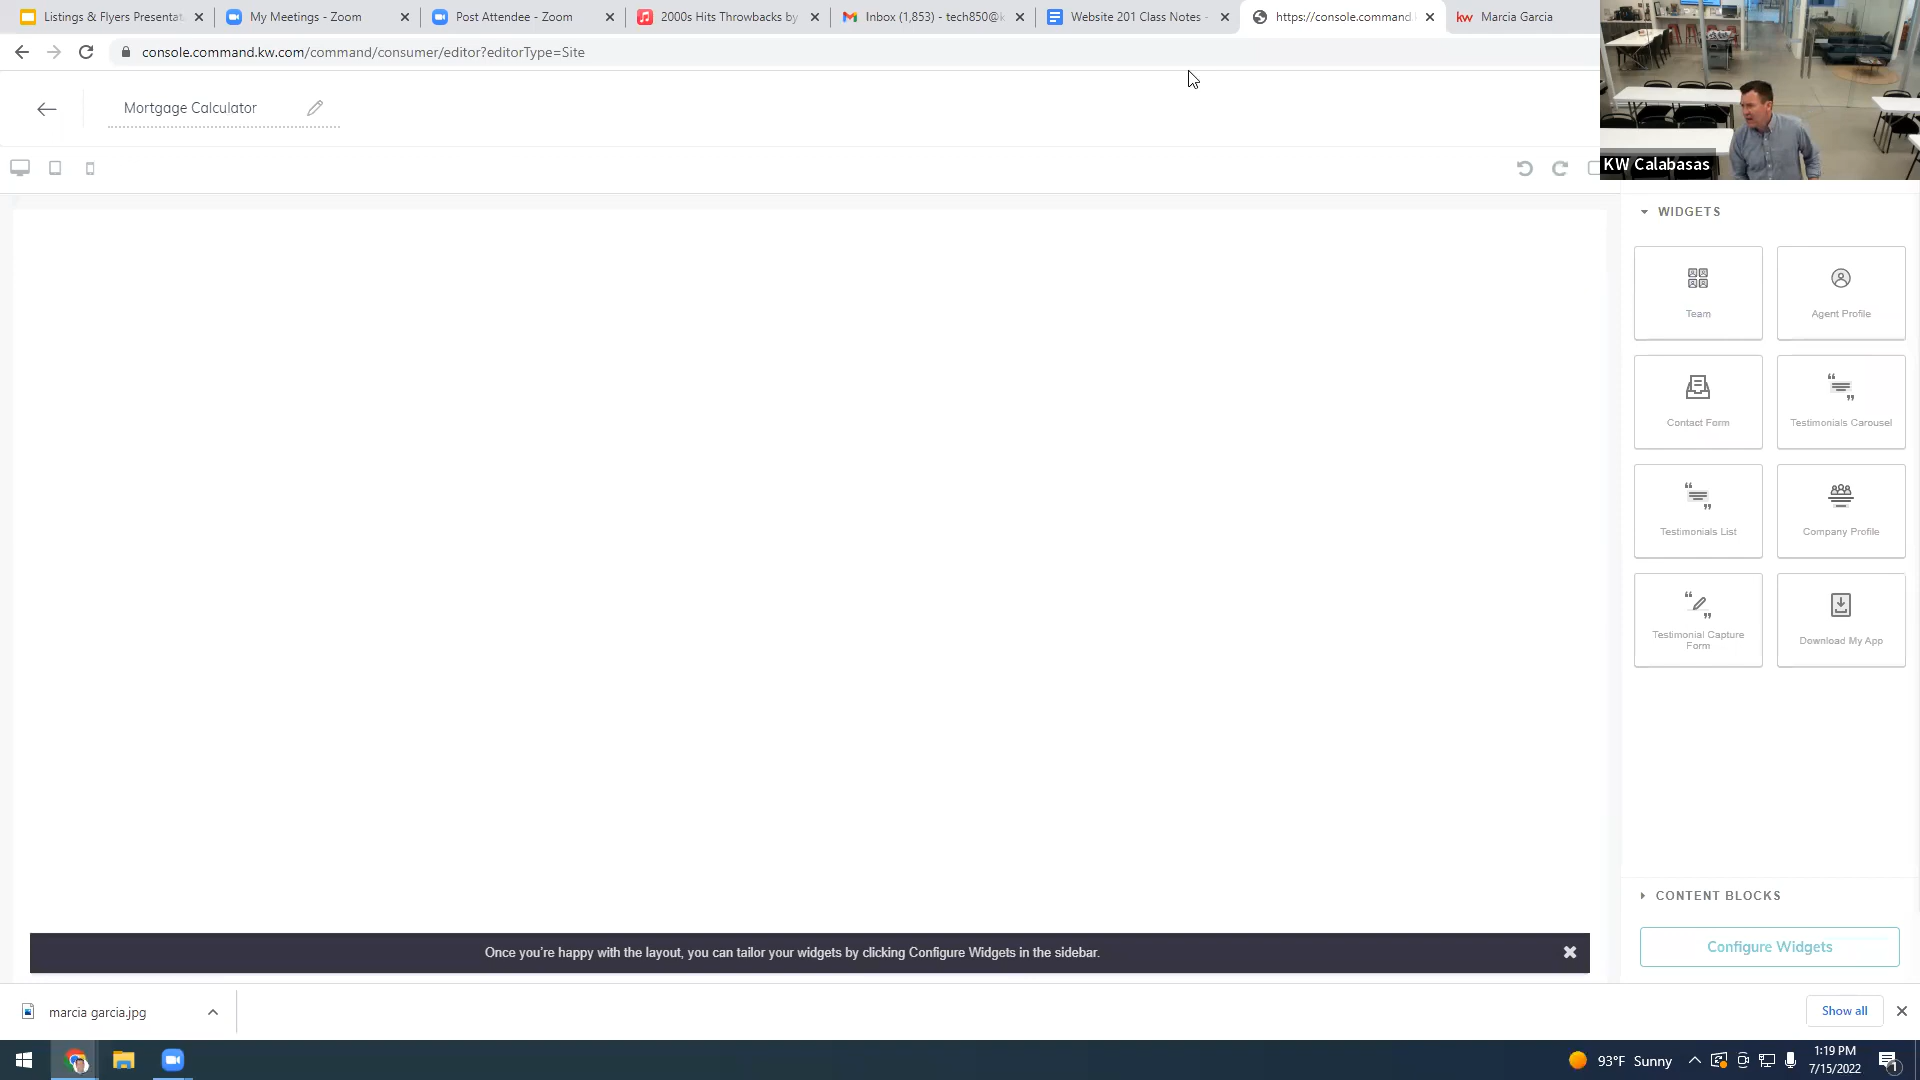 Listings & Flyers Presentat
My Meetings - Zoom
Post Attendee - Zoom
2000s Hits Throwbacks by
Inbox (1,853) - tech850@k
Website 201 Class Notes -
https://console.command.
kw Marcia Garcia
console.command.kw.com/command/consumer/editor?editorType=Site
Mortgage Calculator
KW Calabasas
WIDGETS
Team
Agent Profile
Contact Form
Testimonials Carousel
Testimonials List
Company Profile
Testimonial Capture
Form
Download My App
CONTENT BLOCKS
Once you're happy with the layout, you can tailor your widgets by clicking Configure Widgets in the sidebar.
Configure Widgets
marcia garcia.jpg
Show all
93°F Sunny
1:19 PM
7/15/2022
1